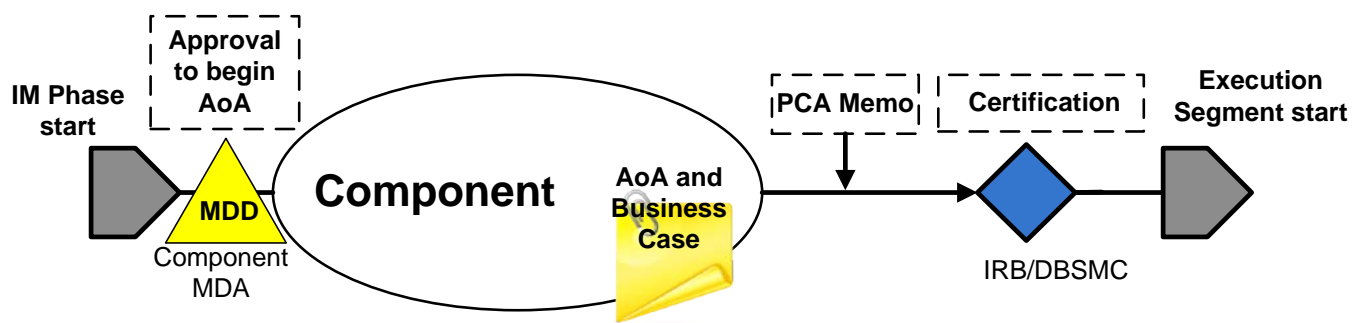 IM Phase
start
Approval
to begin
AoA
MDD
Component
MDA
Component
AoA and
Business
Case
PCA Memo
Certification
IRB/DBSMC
Execution
Segment start